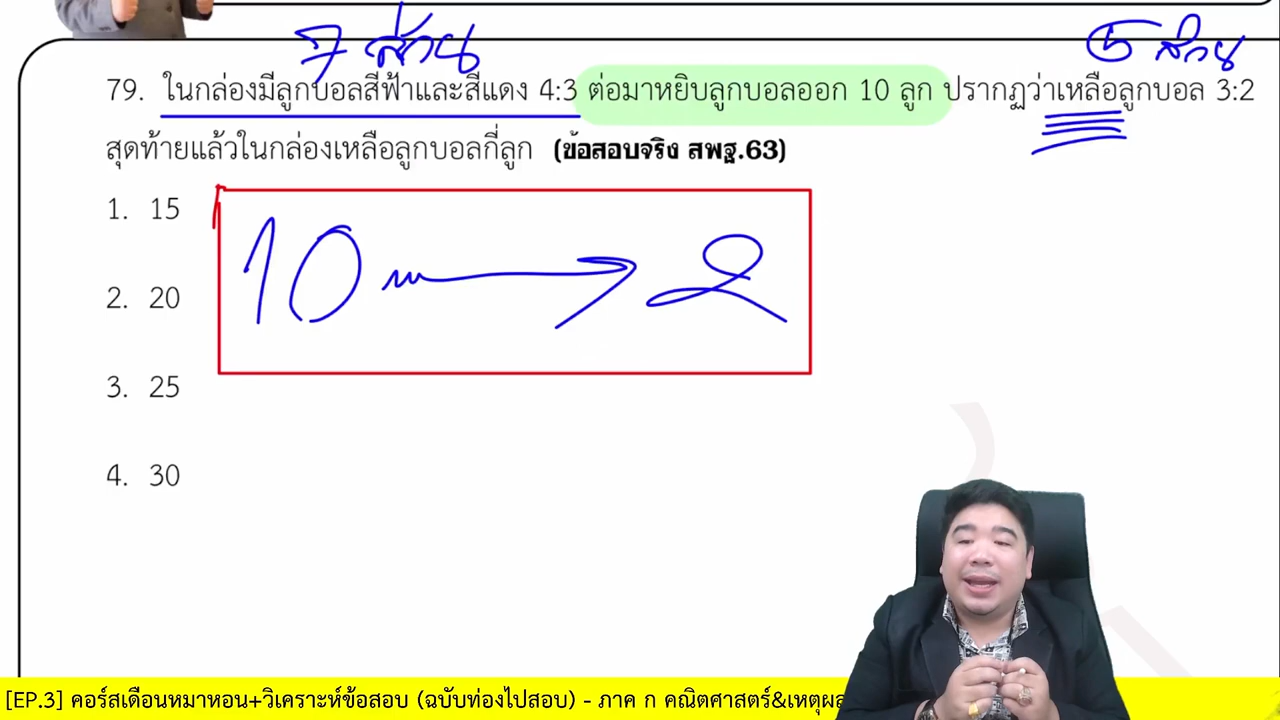 7 ส่วน
5 ส่วน
79. ในกล่องมีลูกบอลสีฟ้าและสีแดง 4:3 ต่อมาหยิบลูกบอลออก 10 ลูก ปรากฏว่าเหลือลูกบอล 3:2
สุดท้ายแล้วในกล่องเหลือลูกบอลกี่ลูก (ข้อสอบจริง สพฐ.63)
1. 15
10 → 2
2. 20
3. 25
4. 30
[EP.3] คอร์สเดือนหมาหอน+วิเคราะห์ข้อสอบ (ฉบับท่องไปสอบ) - ภาค ก คณิตศาสตร์&เหตุผล